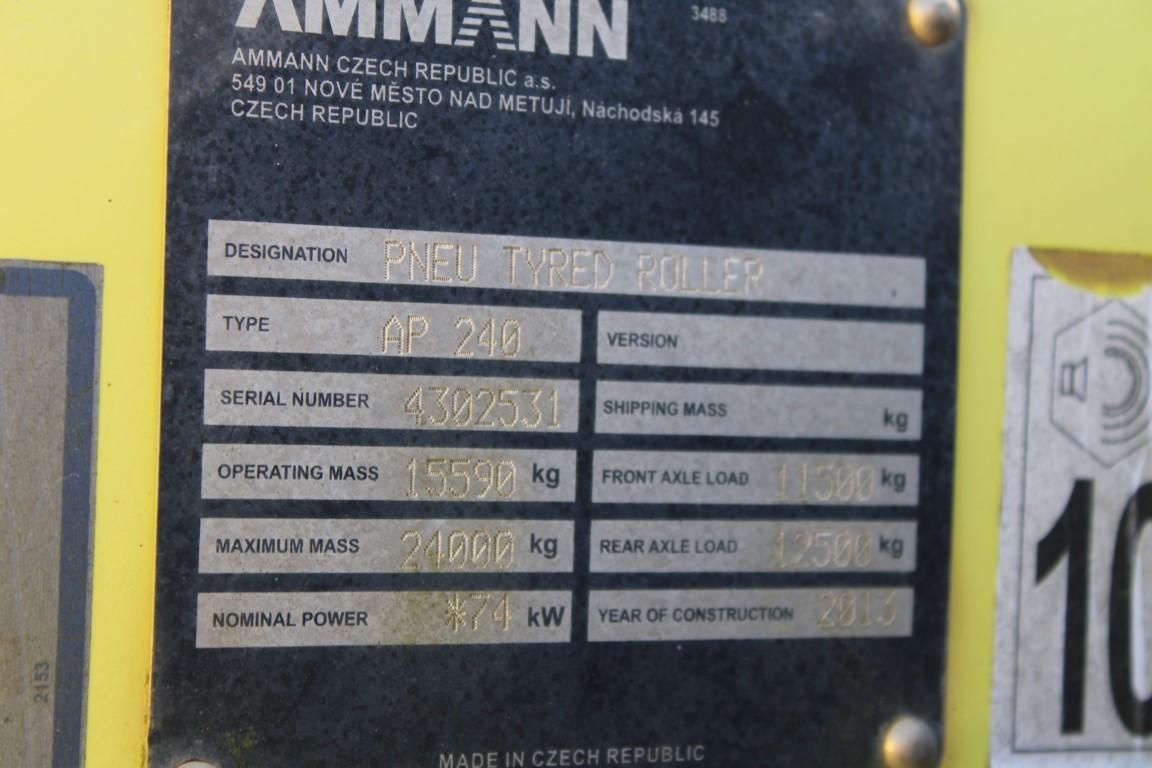 AMMANN
3488
AMMANN CZECH REPUBLIC a.s.
549 01 NOVÉ MĚSTO NAD METUJÍ, Náchodská 145
CZECH REPUBLIC
DESIGNATION PNEU TYRED ROLLER
TYPE AP 240
VERSION
SERIAL NUMBER 4302531
SHIPPING MASS kg
OPERATING MASS 15590 kg
FRONT AXLE LOAD 11500 kg
MAXIMUM MASS 24000 kg
REAR AXLE LOAD 12500 kg
NOMINAL POWER *74 kW
YEAR OF CONSTRUCTION 2013
MADE IN CZECH REPUBLIC
2153
10